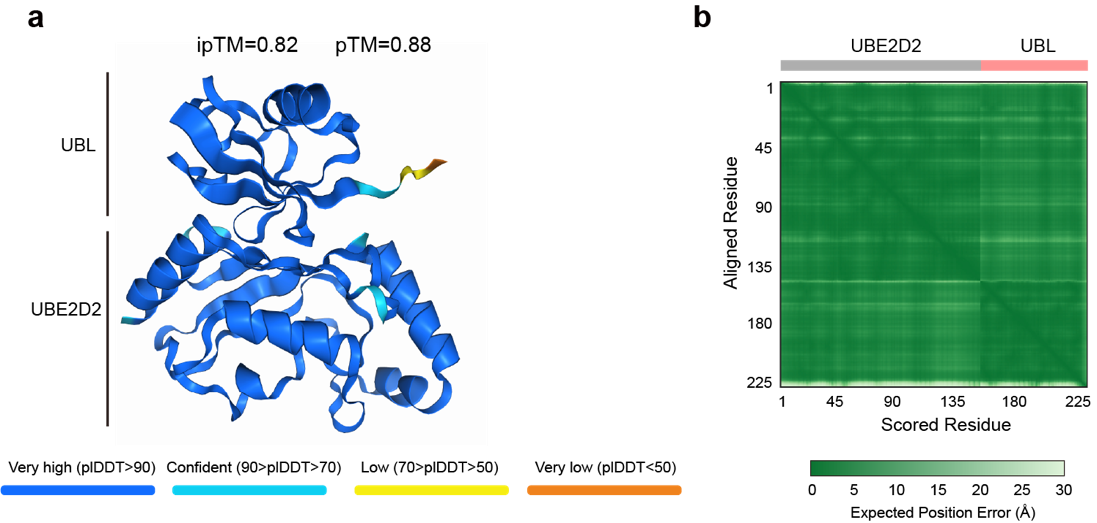 a
ipTM=0.82 pTM=0.88
UBL
UBE2D2
Very high (plDDT>90) Confident (90>plDDT>70) Low (70>plDDT>50) Very low (plDDT<50)
b
UBE2D2 UBL
Aligned Residue
1
45
90
135
180
225
1 45 90 135 180 225
Scored Residue
0 5 10 15 20 25 30
Expected Position Error (Å)